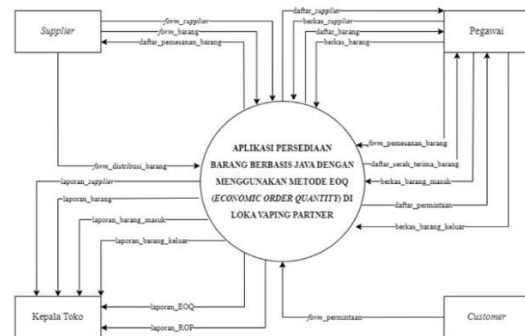 Supplier
form_supplier
form_barang
daftar_pemesanan_barang
daftar_supplier
berkas_supplier
daftar_barang
berkas_barang
Pegawai
form_pemesanan_barang
daftar_serah_terima_barang
berkas_barang_masuk
daftar_permintaan
berkas_barang_keluar
APLIKASI PERSEDIAAN
BARANG BERBASIS JAVA DENGAN
MENGGUNAKAN METODE EOQ
(ECONOMIC ORDER QUANTITY) DI
LOKA VAPING PARTNER
form_distribusi_barang
laporan_supplier
laporan_barang
laporan_barang_masuk
laporan_barang_keluar
laporan_EOQ
laporan_ROP
Kepala Toko
form_permintaan
Customer